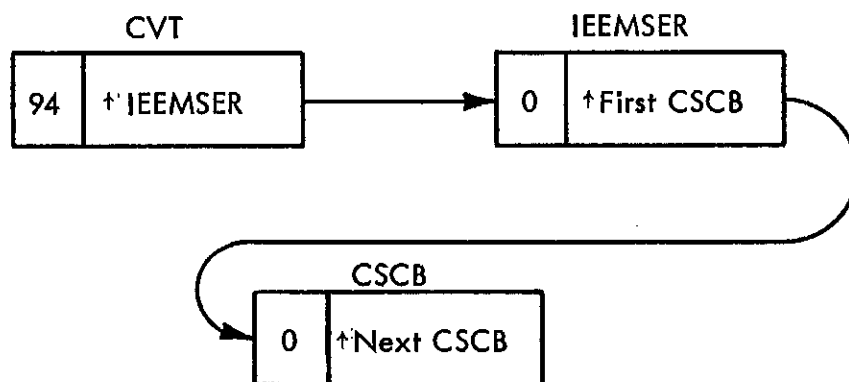 CVT
IEEMSER
94 ↑IEEMSER
0 ↑First CSCB
CSCB
0 ↑Next CSCB